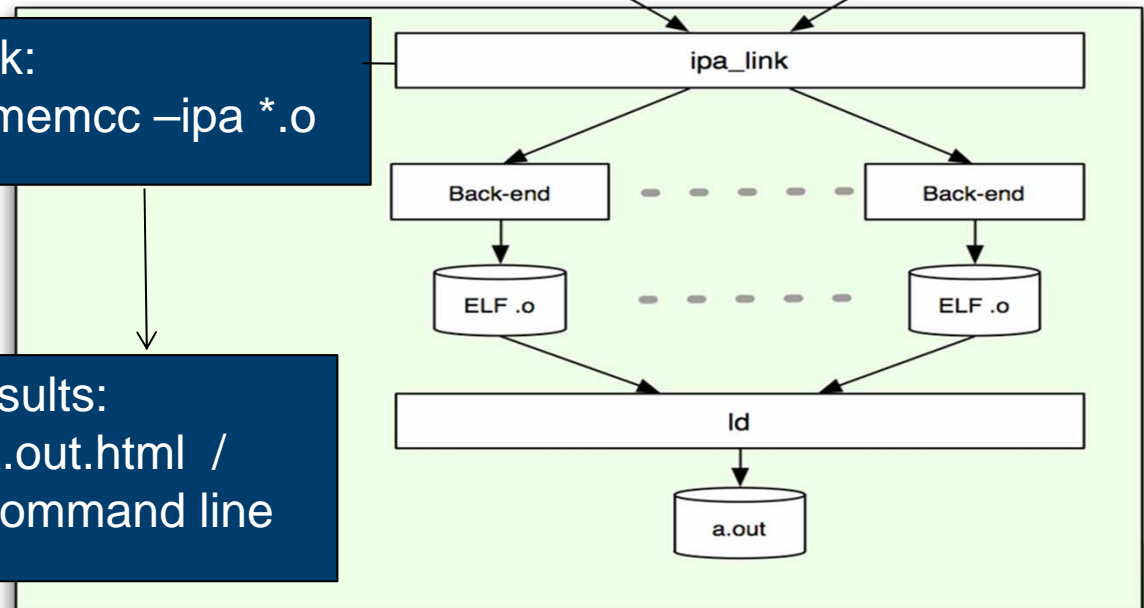 k:
memcc –ipa *.o
sults:
.out.html /
ommand line
ipa_link
Back-end
Back-end
ELF .o
ELF .o
ld
a.out